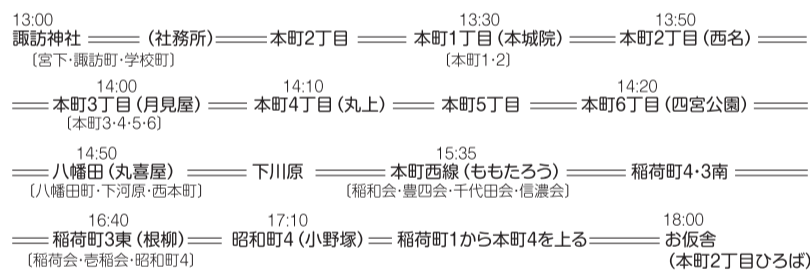 13:00 13:30 13:50
諏訪神社 （社務所） 本町2丁目 本町1丁目（本城院） 本町2丁目（西名）
〔宮下・諏訪町・学校町〕 〔本町1・2〕
14:00 14:10 14:20
本町3丁目（月見屋） 本町4丁目（丸上） 本町5丁目 本町6丁目（四宮公園）
〔本町3・4・5・6〕
14:50 15:35
八幡田（丸喜屋） 下川原 本町西線（ももたろう） 稲荷町4・3南
〔八幡田町・下河原・西本町〕 〔稲和会・豊四会・千代田会・信濃会〕
16:40 17:10 18:00
稲荷町3東（根柳） 昭和町4（小野塚） 稲荷町1から本町4を上る お仮舎
〔稲荷会・壱稲会・昭和町4〕 （本町2丁目ひろば）